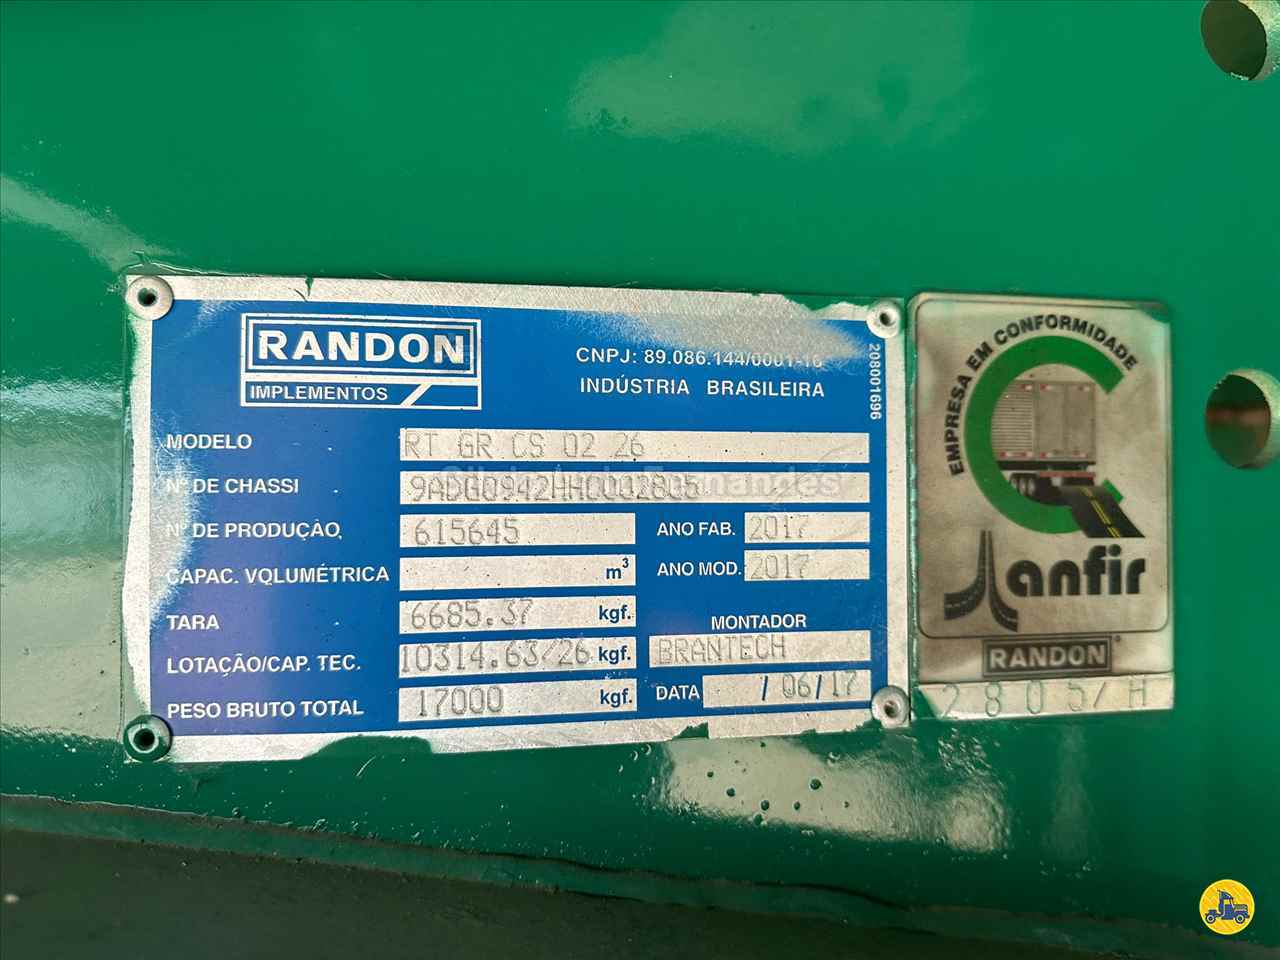 RANDON
IMPLEMENTOS
CNPJ: 89.086.144/0001-16
INDÚSTRIA BRASILEIRA
208001696
MODELO RT GR CS 02 26
Nº DE CHASSI
Nº DE PRODUÇÃO 615645 ANO FAB. 2017
CAPAC. VOLUMÉTRICA m³ ANO MOD. 2017
TARA 6685.37 kgf. MONTADOR
LOTAÇÃO/CAP. TEC. 10314.63/26 kgf. BRANTECH
PESO BRUTO TOTAL 17000 kgf. DATA /06/17
EMPRESA EM CONFORMIDADE
anfir
RANDON®
2805/H